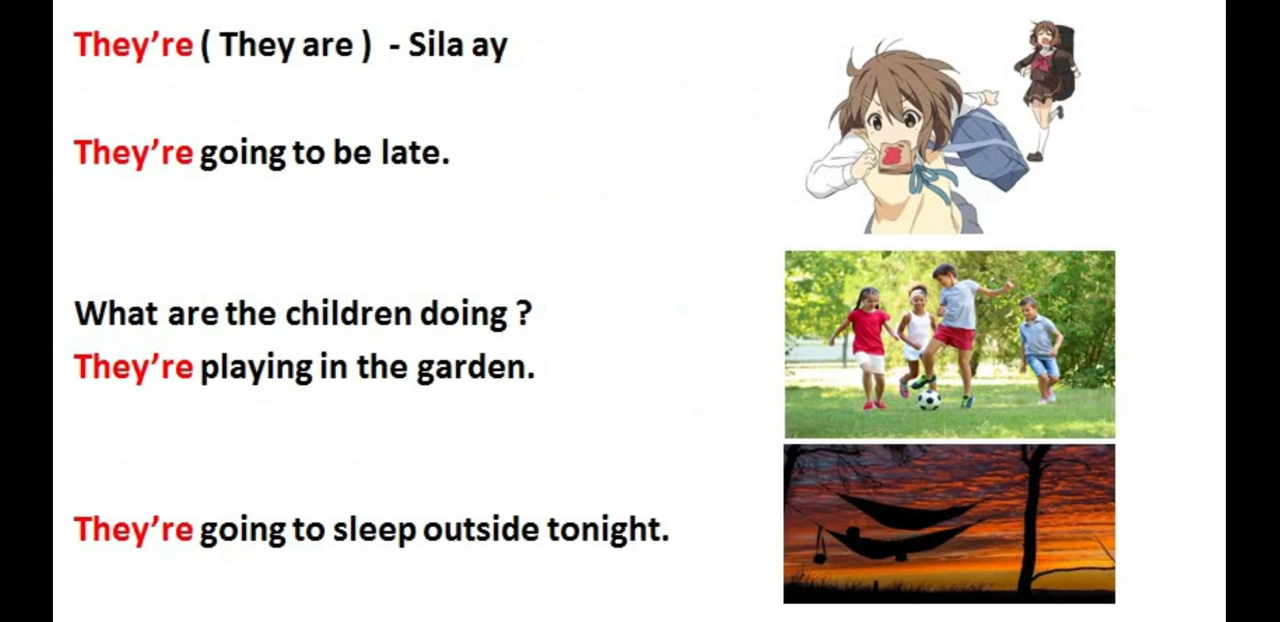 They’re ( They are )  - Sila ay
They’re going to be late.
What are the children doing ?
They’re playing in the garden.
They’re going to sleep outside tonight.